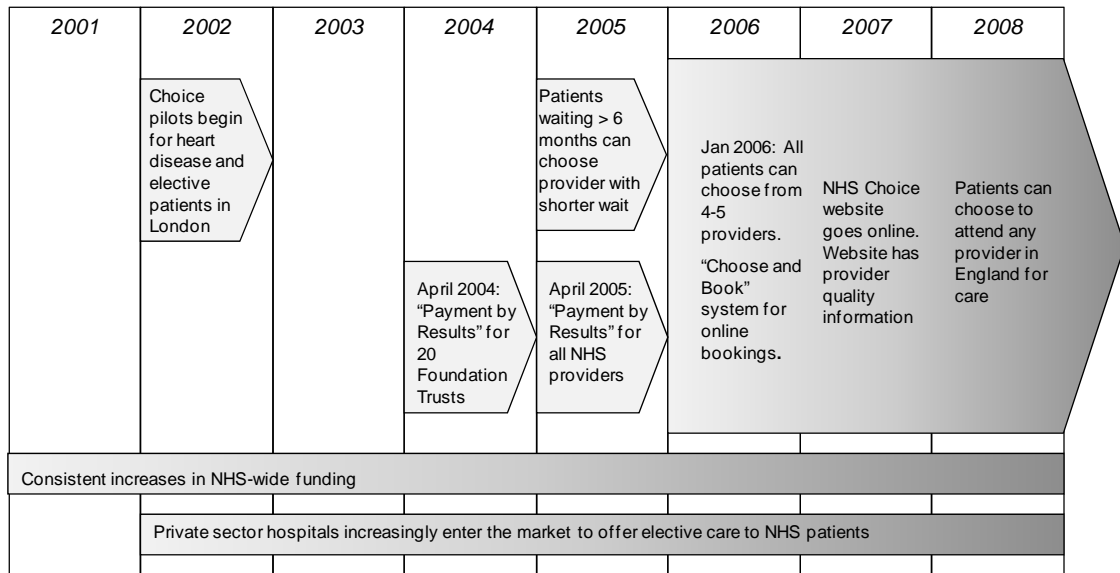 2001 2002 2003 2004 2005 2006 2007 2008
Choice
pilots begin
for heart
disease and
elective
patients in
London
Patients
waiting > 6
months can
choose
provider with
shorter wait
April 2004:
“Payment by
Results” for
20
Foundation
Trusts
April 2005:
“Payment by
Results” for
all NHS
providers
Jan 2006: All
patients can
choose from
4-5
providers.
“Choose and
Book”
system for
online
bookings.
NHS Choice
website
goes online.
Website has
provider
quality
information
Patients can
choose to
attend any
provider in
England for
care
Consistent increases in NHS-wide funding
Private sector hospitals increasingly enter the market to offer elective care to NHS patients